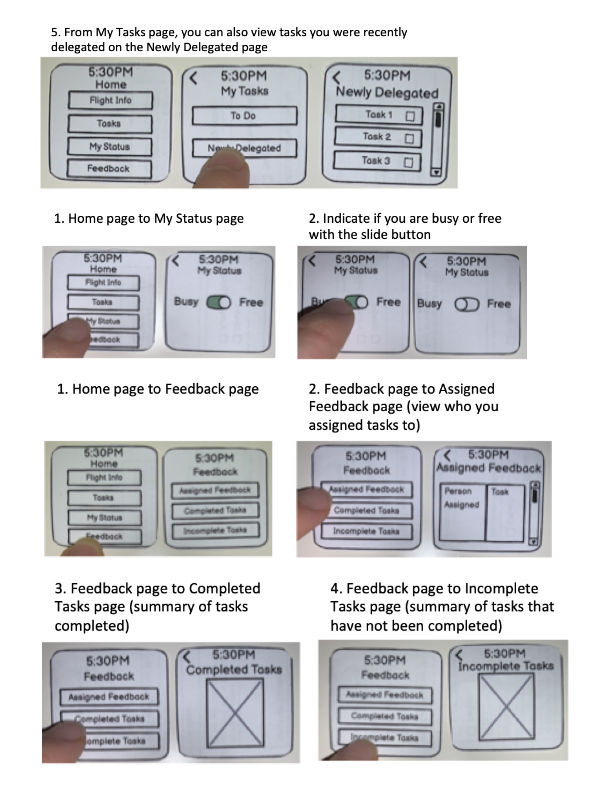 5. From My Tasks page, you can also view tasks you were recently
delegated on the Newly Delegated page
5:30PM
Home
Flight Info
Tasks
My Status
Feedback
5:30PM
My Tasks
To Do
Newly Delegated
5:30PM
Newly Delegated
Task 1
Task 2
Task 3
1. Home page to My Status page
5:30PM
Home
Flight Info
Tasks
My Status
Feedback
5:30PM
My Status
Busy
Free
2. Indicate if you are busy or free
with the slide button
5:30PM
My Status
Bu
Free
5:30PM
My Status
Busy
Free
1. Home page to Feedback page
5:30PM
Home
Flight Info
Tasks
My Status
Feedback
5:30PM
Feedback
Assigned Feedback
Completed Tasks
Incomplete Tasks
2. Feedback page to Assigned
Feedback page (view who you
assigned tasks to)
5:30PM
Feedback
Assigned Feedback
Completed Tasks
Incomplete Tasks
5:30PM
Assigned Feedback
Person
Assigned
Task
3. Feedback page to Completed
Tasks page (summary of tasks
completed)
5:30PM
Feedback
Assigned Feedback
Completed Tasks
Incomplete Tasks
5:30PM
Completed Tasks
4. Feedback page to Incomplete
Tasks page (summary of tasks that
have not been completed)
5:30PM
Feedback
Assigned Feedback
Completed Tasks
Incomplete Tasks
5:30PM
Incomplete Tasks